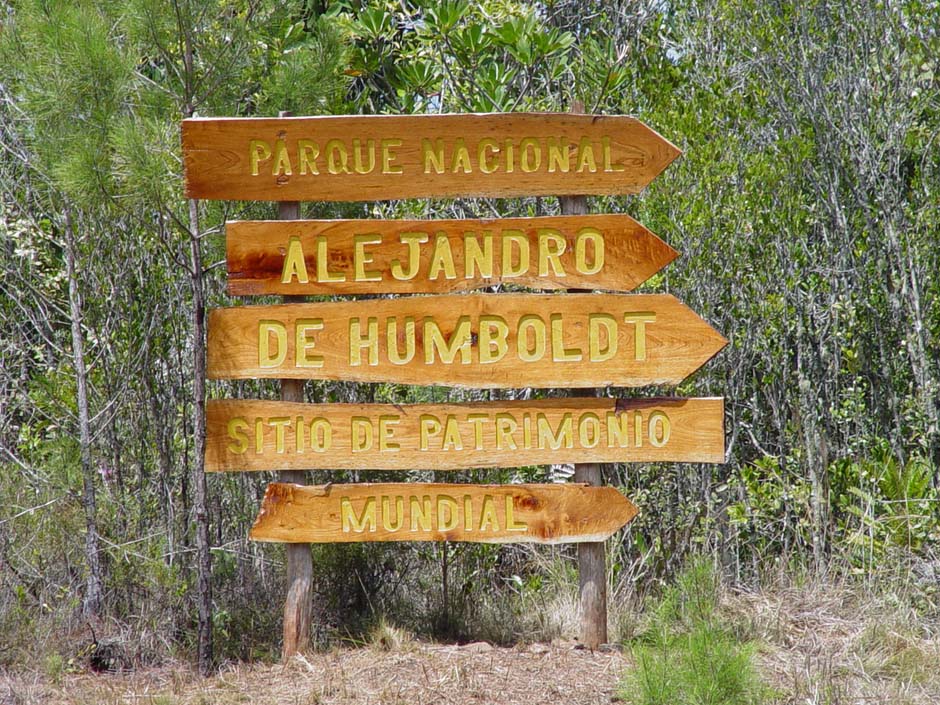 PARQUE NACIONAL
ALEJANDRO
DE HUMBOLDT
SITIO DE PATRIMONIO
MUNDIAL